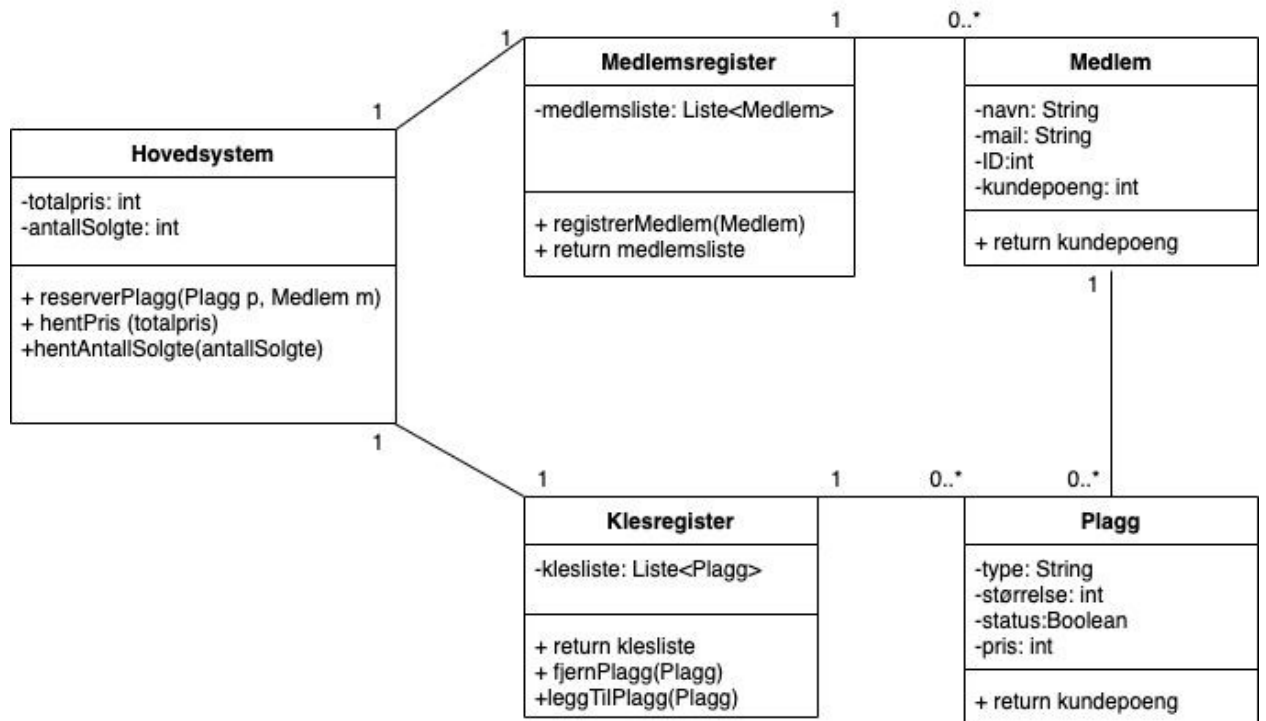 1
1
Hovedsystem
-totalpris: int
-antallSolgte: int
+ reserverPlagg(Plagg p, Medlem m)
+ hentPris (totalpris)
+hentAntallSolgte(antallSolgte)
1
1
Medlemsregister
-medlemsliste: Liste<Medlem>
+ registrerMedlem(Medlem)
+ return medlemsliste
1
0..*
Medlem
-navn: String
-mail: String
-ID:int
-kundepoeng: int
+ return kundepoeng
1
0..*
Klesregister
-klesliste: Liste<Plagg>
+ return klesliste
+ fjernPlagg(Plagg)
+leggTilPlagg(Plagg)
1
0..*
Plagg
-type: String
-størrelse: int
-status:Boolean
-pris: int
+ return kundepoeng